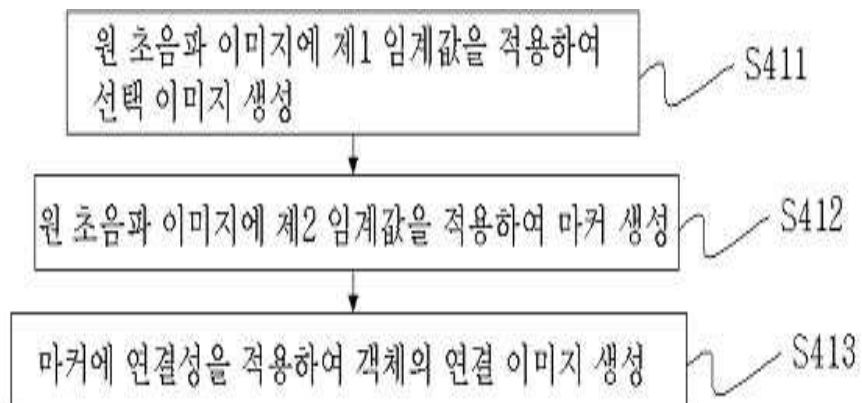 원 초음파 이미지에 제1 임계값을 적용하여
선택 이미지 생성
S411
원 초음파 이미지에 제2 임계값을 적용하여 마커 생성
S412
마커에 연결성을 적용하여 객체의 연결 이미지 생성
S413